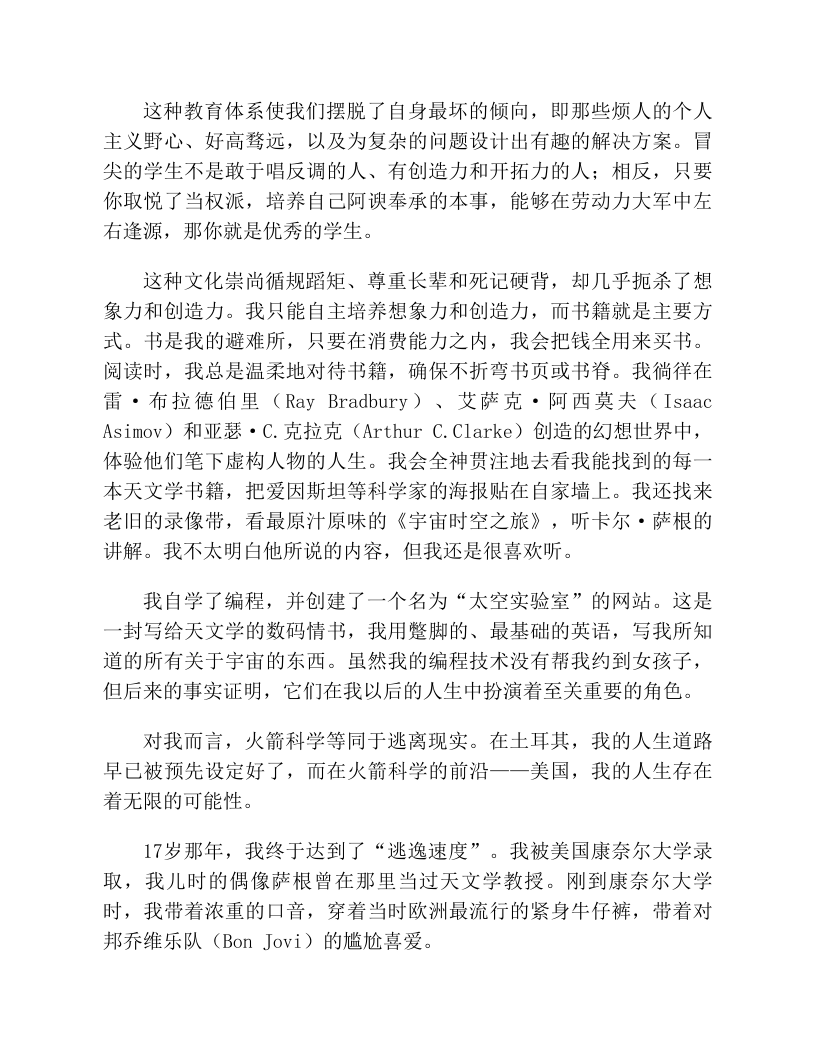 这种教育体系使我们摆脱了自身最坏的倾向，即那些烦人的个人
主义野心、好高骛远，以及为复杂的问题设计出有趣的解决方案。冒
尖的学生不是敢于唱反调的人、有创造力和开拓力的人；相反，只要
你取悦了当权派，培养自己阿谀奉承的本事，能够在劳动力大军中左
右逢源，那你就是优秀的学生。
这种文化崇尚循规蹈矩、尊重长辈和死记硬背，却几乎扼杀了想
象力和创造力。我只能自主培养想象力和创造力，而书籍就是主要方
式。书是我的避难所，只要在消费能力之内，我会把钱全用来买书。
阅读时，我总是温柔地对待书籍，确保不折弯书页或书脊。我徜徉在
雷·布拉德伯里（Ray Bradbury）、艾萨克·阿西莫夫（Isaac
Asimov）和亚瑟·C.克拉克（Arthur C.Clarke）创造的幻想世界中，
体验他们笔下虚构人物的人生。我会全神贯注地去看我能找到的每一
本天文学书籍，把爱因斯坦等科学家的海报贴在自家墙上。我还找来
老旧的录像带，看最原汁原味的《宇宙时空之旅》，听卡尔·萨根的
讲解。我不太明白他所说的内容，但我还是很喜欢听。
我自学了编程，并创建了一个名为“太空实验室”的网站。这是
一封写给天文学的数码情书，我用蹩脚的、最基础的英语，写我所知
道的所有关于宇宙的东西。虽然我的编程技术没有帮我约到女孩子，
但后来的事实证明，它们在我以后的人生中扮演着至关重要的角色。
对我而言，火箭科学等同于逃离现实。在土耳其，我的人生道路
早已被预先设定好了，而在火箭科学的前沿——美国，我的人生存在
着无限的可能性。
17岁那年，我终于达到了“逃逸速度”。我被美国康奈尔大学录
取，我儿时的偶像萨根曾在那里当过天文学教授。刚到康奈尔大学
时，我带着浓重的口音，穿着当时欧洲最流行的紧身牛仔裤，带着对
邦乔维乐队（Bon Jovi）的尴尬喜爱。